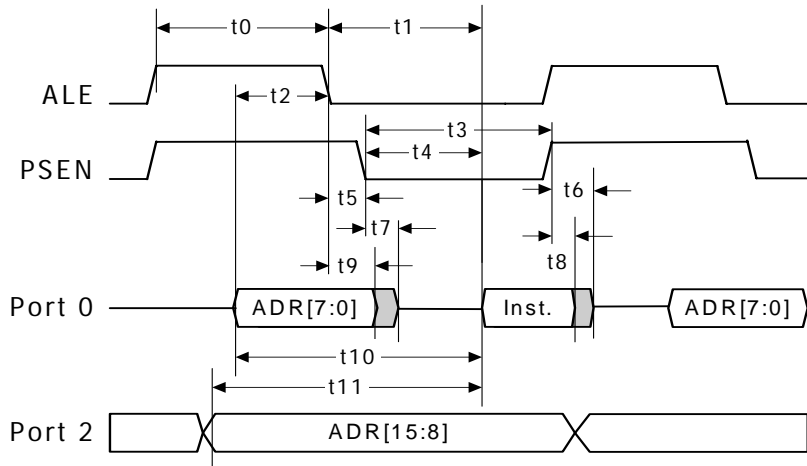 t0 t1
ALE t2
t3
t4
PSEN
t5 t6
t7
t9 t8
Port 0 ADR[7:0] Inst. ADR[7:0]
t10
t11
Port 2 ADR[15:8]